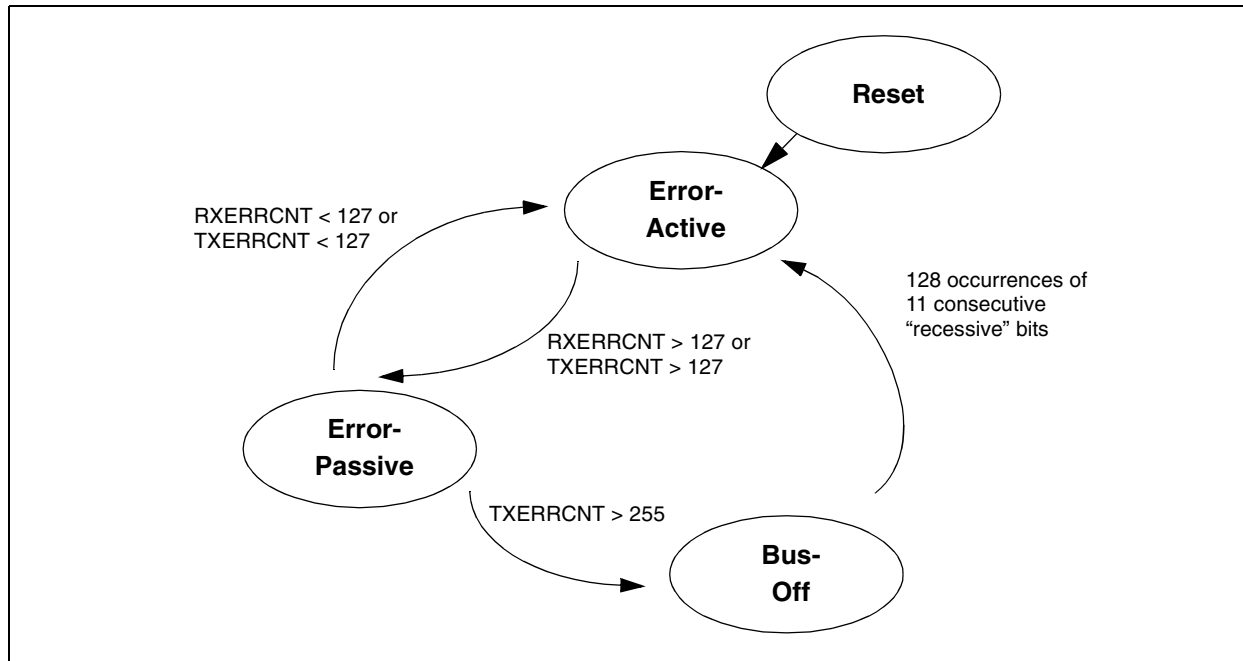 Reset
Error-
Active
RXERRCNT < 127 or
TXERRCNT < 127
128 occurrences of
11 consecutive
“recessive” bits
RXERRCNT > 127 or
TXERRCNT > 127
Error-
Passive
TXERRCNT > 255
Bus-
Off